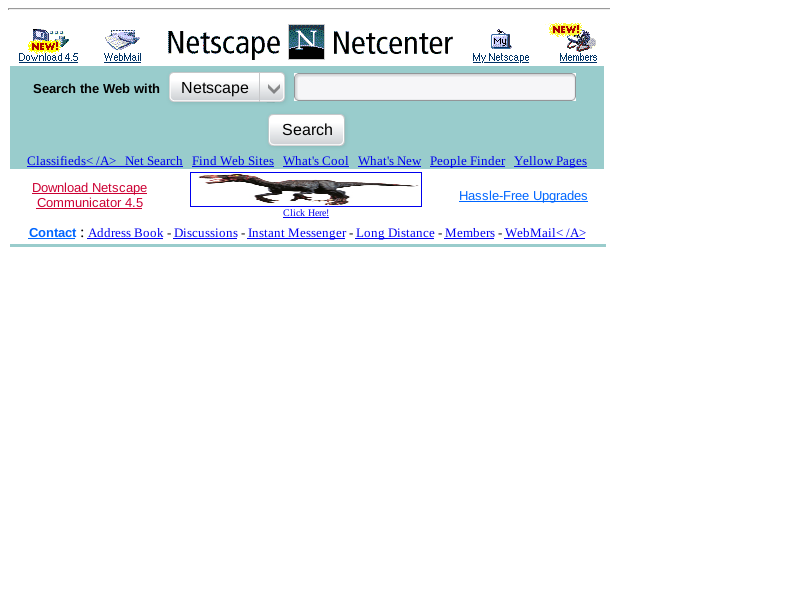 NEW! NEW!
Download 4.5 WebMail Netscape N Netcenter My My Netscape Members
Search the Web with Netscape
Search
Classifieds< /A> Net Search Find Web Sites What's Cool What's New People Finder Yellow Pages
Download Netscape
Communicator 4.5
Click Here!
Hassle-Free Upgrades
Contact : Address Book - Discussions - Instant Messenger - Long Distance - Members - WebMail< /A>